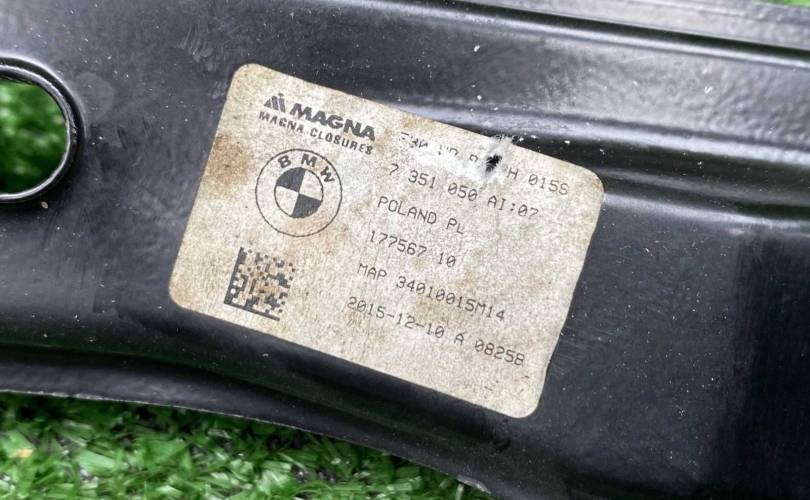 MAGNA
MAGNA CLOSURES
BMW
H 015S
7 351 050 AI:07
POLAND PL
177567 10
MAP 34010015M14
2015-12-10 A 08258